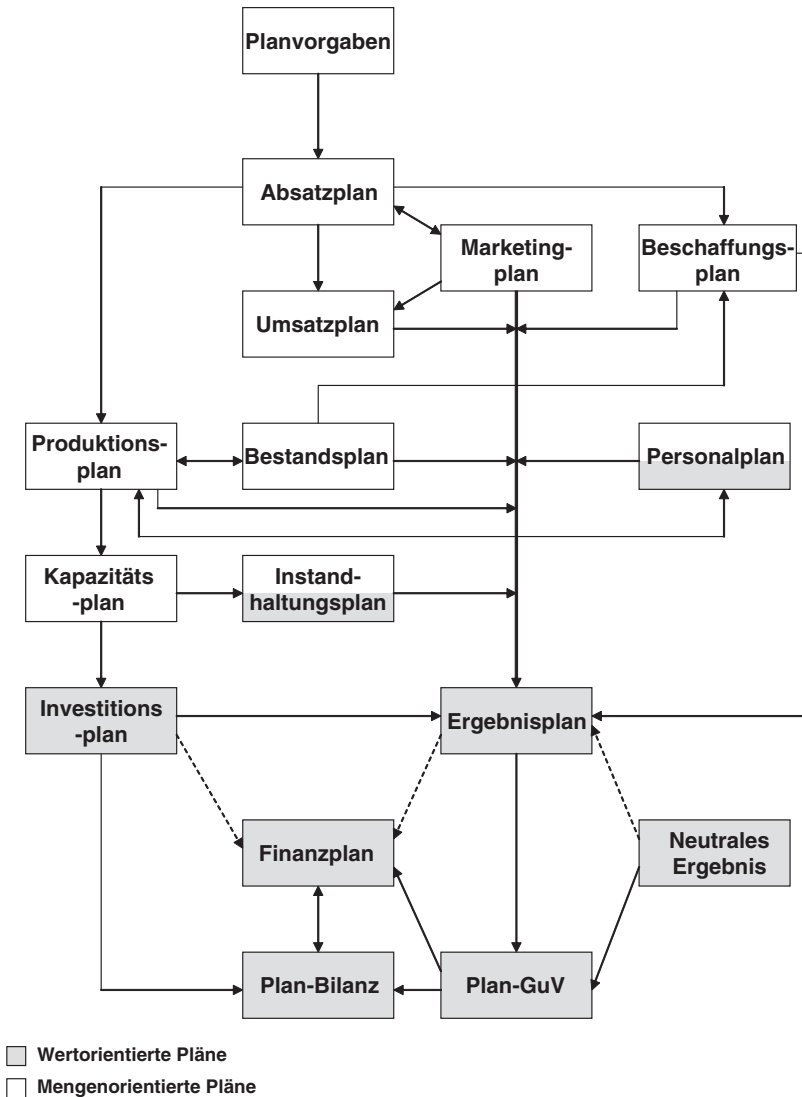 Planvorgaben
Absatzplan
Marketing-
plan
Beschaffungs-
plan
Umsatzplan
Produktions-
plan
Bestandsplan
Personalplan
Kapazitäts
-plan
Instand-
haltungsplan
Investitions
-plan
Ergebnisplan
Finanzplan
Neutrales
Ergebnis
Plan-Bilanz
Plan-GuV
Wertorientierte Pläne
Mengenorientierte Pläne